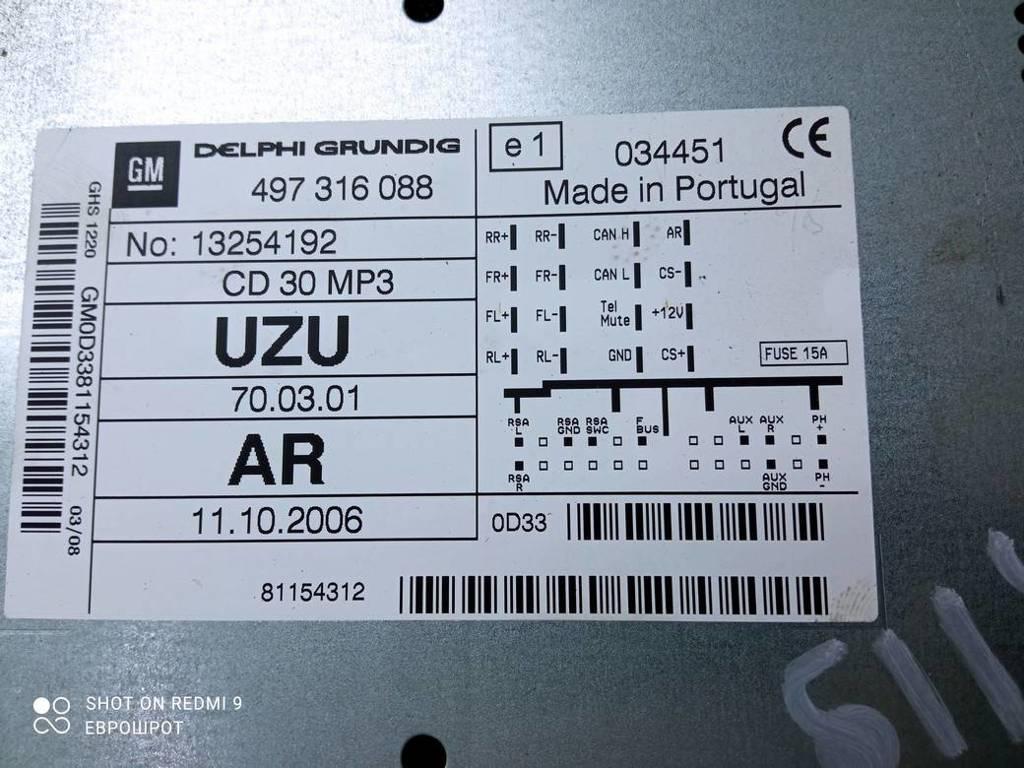 GM
DELPHI GRUNDIG
497 316 088
e1
034451
CE
Made in Portugal
GHS 1220
GM0D3381154312
03/08
No: 13254192
CD 30 MP3
UZU
70.03.01
AR
11.10.2006
RR+ RR- CAN H AR
FR+ FR- CAN L CS-
FL+ FL- Tel Mute +12V
RL+ RL- GND CS+
FUSE 15A
RSA L RSA GND RSA SWC F BUS AUX L AUX R PH +
RSA R AUX GND PH -
0D33
81154312
SHOT ON REDMI 9
ЕВРОШРОТ